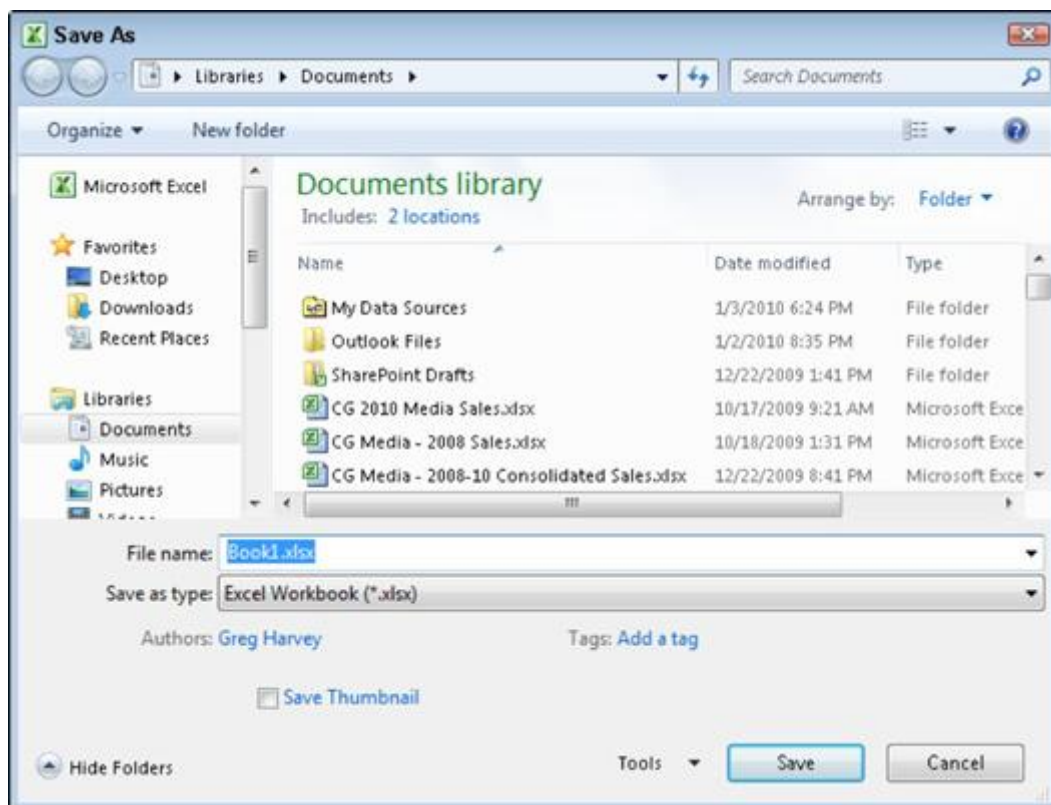 Save As
Libraries Documents Search Documents
Organize New folder
Microsoft Excel
Favorites
Desktop
Downloads
Recent Places
Libraries
Documents
Music
Pictures
Videos
Documents library
Includes: 2 locations
Arrange by: Folder
Name Date modified Type
My Data Sources 1/3/2010 6:24 PM File folder
Outlook Files 1/2/2010 8:35 PM File folder
SharePoint Drafts 12/22/2009 1:41 PM File folder
CG 2010 Media Sales.xlsx 10/17/2009 9:21 AM Microsoft Exce
CG Media - 2008 Sales.xlsx 10/18/2009 1:31 PM Microsoft Exce
CG Media - 2008-10 Consolidated Sales.xlsx 12/22/2009 8:41 PM Microsoft Exce
File name: Book1.xlsx
Save as type: Excel Workbook (*.xlsx)
Authors: Greg Harvey Tags: Add a tag
Save Thumbnail
Hide Folders Tools Save Cancel